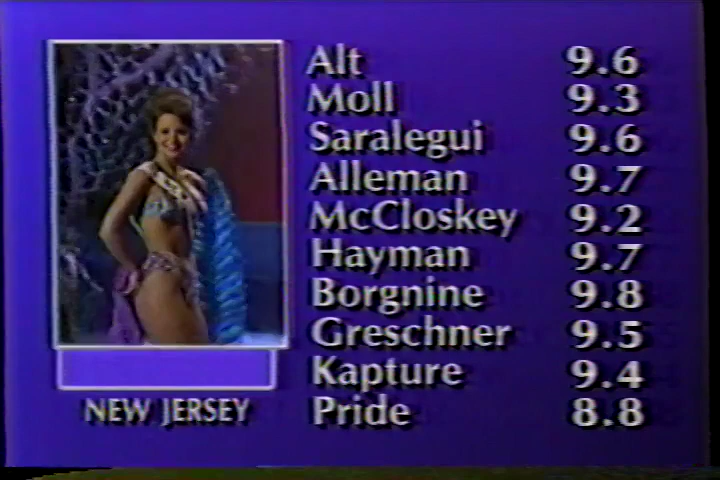 Alt 9.6
Moll 9.3
Saralegui 9.6
Alleman 9.7
McCloskey 9.2
Hayman 9.7
Borgnine 9.8
Greschner 9.5
Kapture 9.4
Pride 8.8
NEW JERSEY